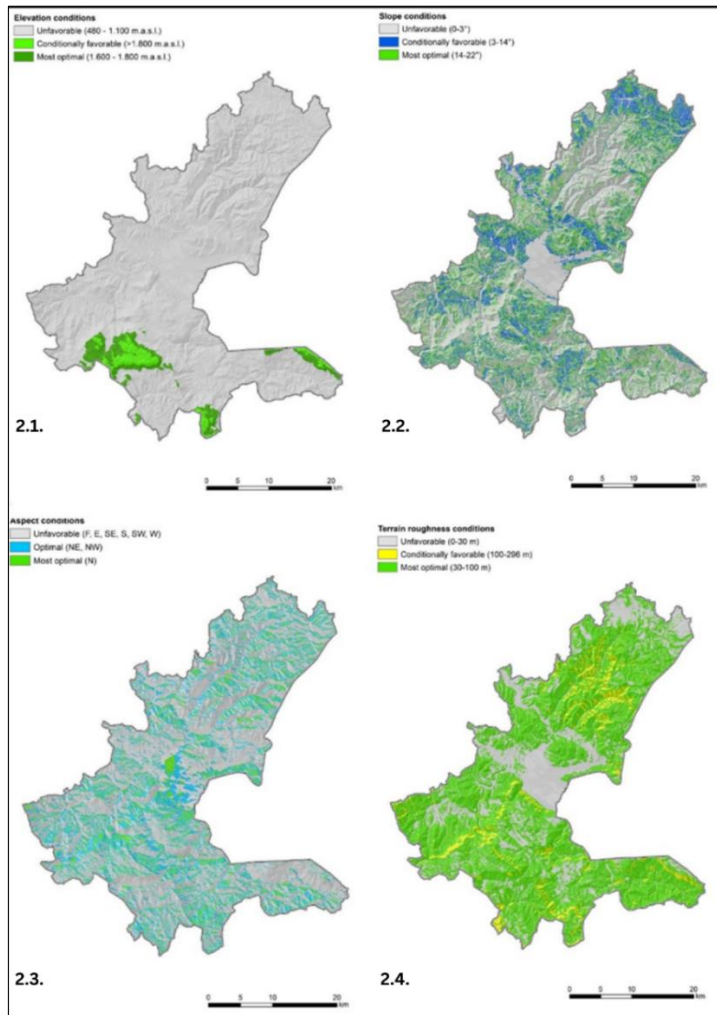 Elevation conditions
Unfavorable (480 - 1.100 m.a.s.l.)
Conditionally favorable (>1.800 m.a.s.l.)
Most optimal (1.600 - 1.800 m.a.s.l.)
2.1.
0 5 10 20
km
Slope conditions
Unfavorable (0-3°)
Conditionally favorable (3-14°)
Most optimal (14-22°)
2.2.
0 5 10 20
km
Aspect conditions
Unfavorable (F, E, SE, S, SW, W)
Optimal (NE, NW)
Most optimal (N)
2.3.
0 5 10 20
km
Terrain roughness conditions
Unfavorable (0-30 m)
Conditionally favorable (100-296 m)
Most optimal (30-100 m)
2.4.
0 5 10 20
km